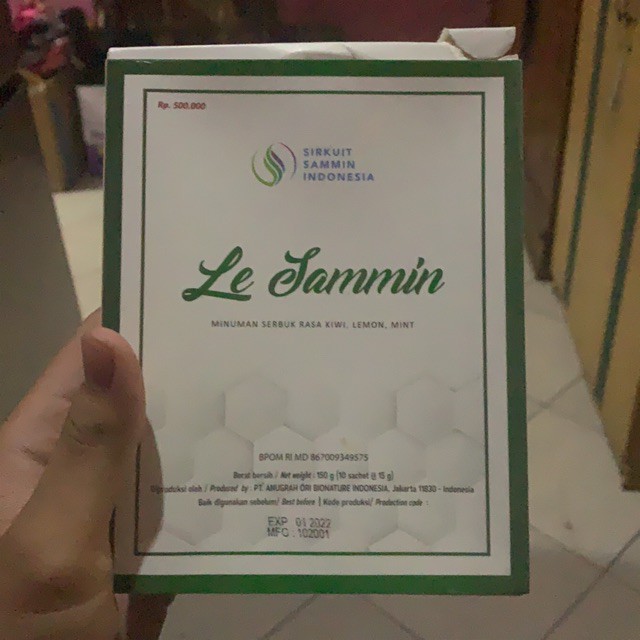 Rp. 500.000
SIRKUIT
SAMMIN
INDONESIA
Le Sammin
MINUMAN SERBUK RASA KIWI, LEMON, MINT
BPOM RI MD 867009349575
Berat bersih / Net weight : 150 g (10 sachet @ 15 g)
Diproduksi oleh / Produced by : PT. ANUGRAH ORI BIONATURE INDONESIA, Jakarta 11830 - Indonesia
Baik digunakan sebelum/ Best before | Kode produksi/ Production code :
EXP 01 2022
MFG . 102001